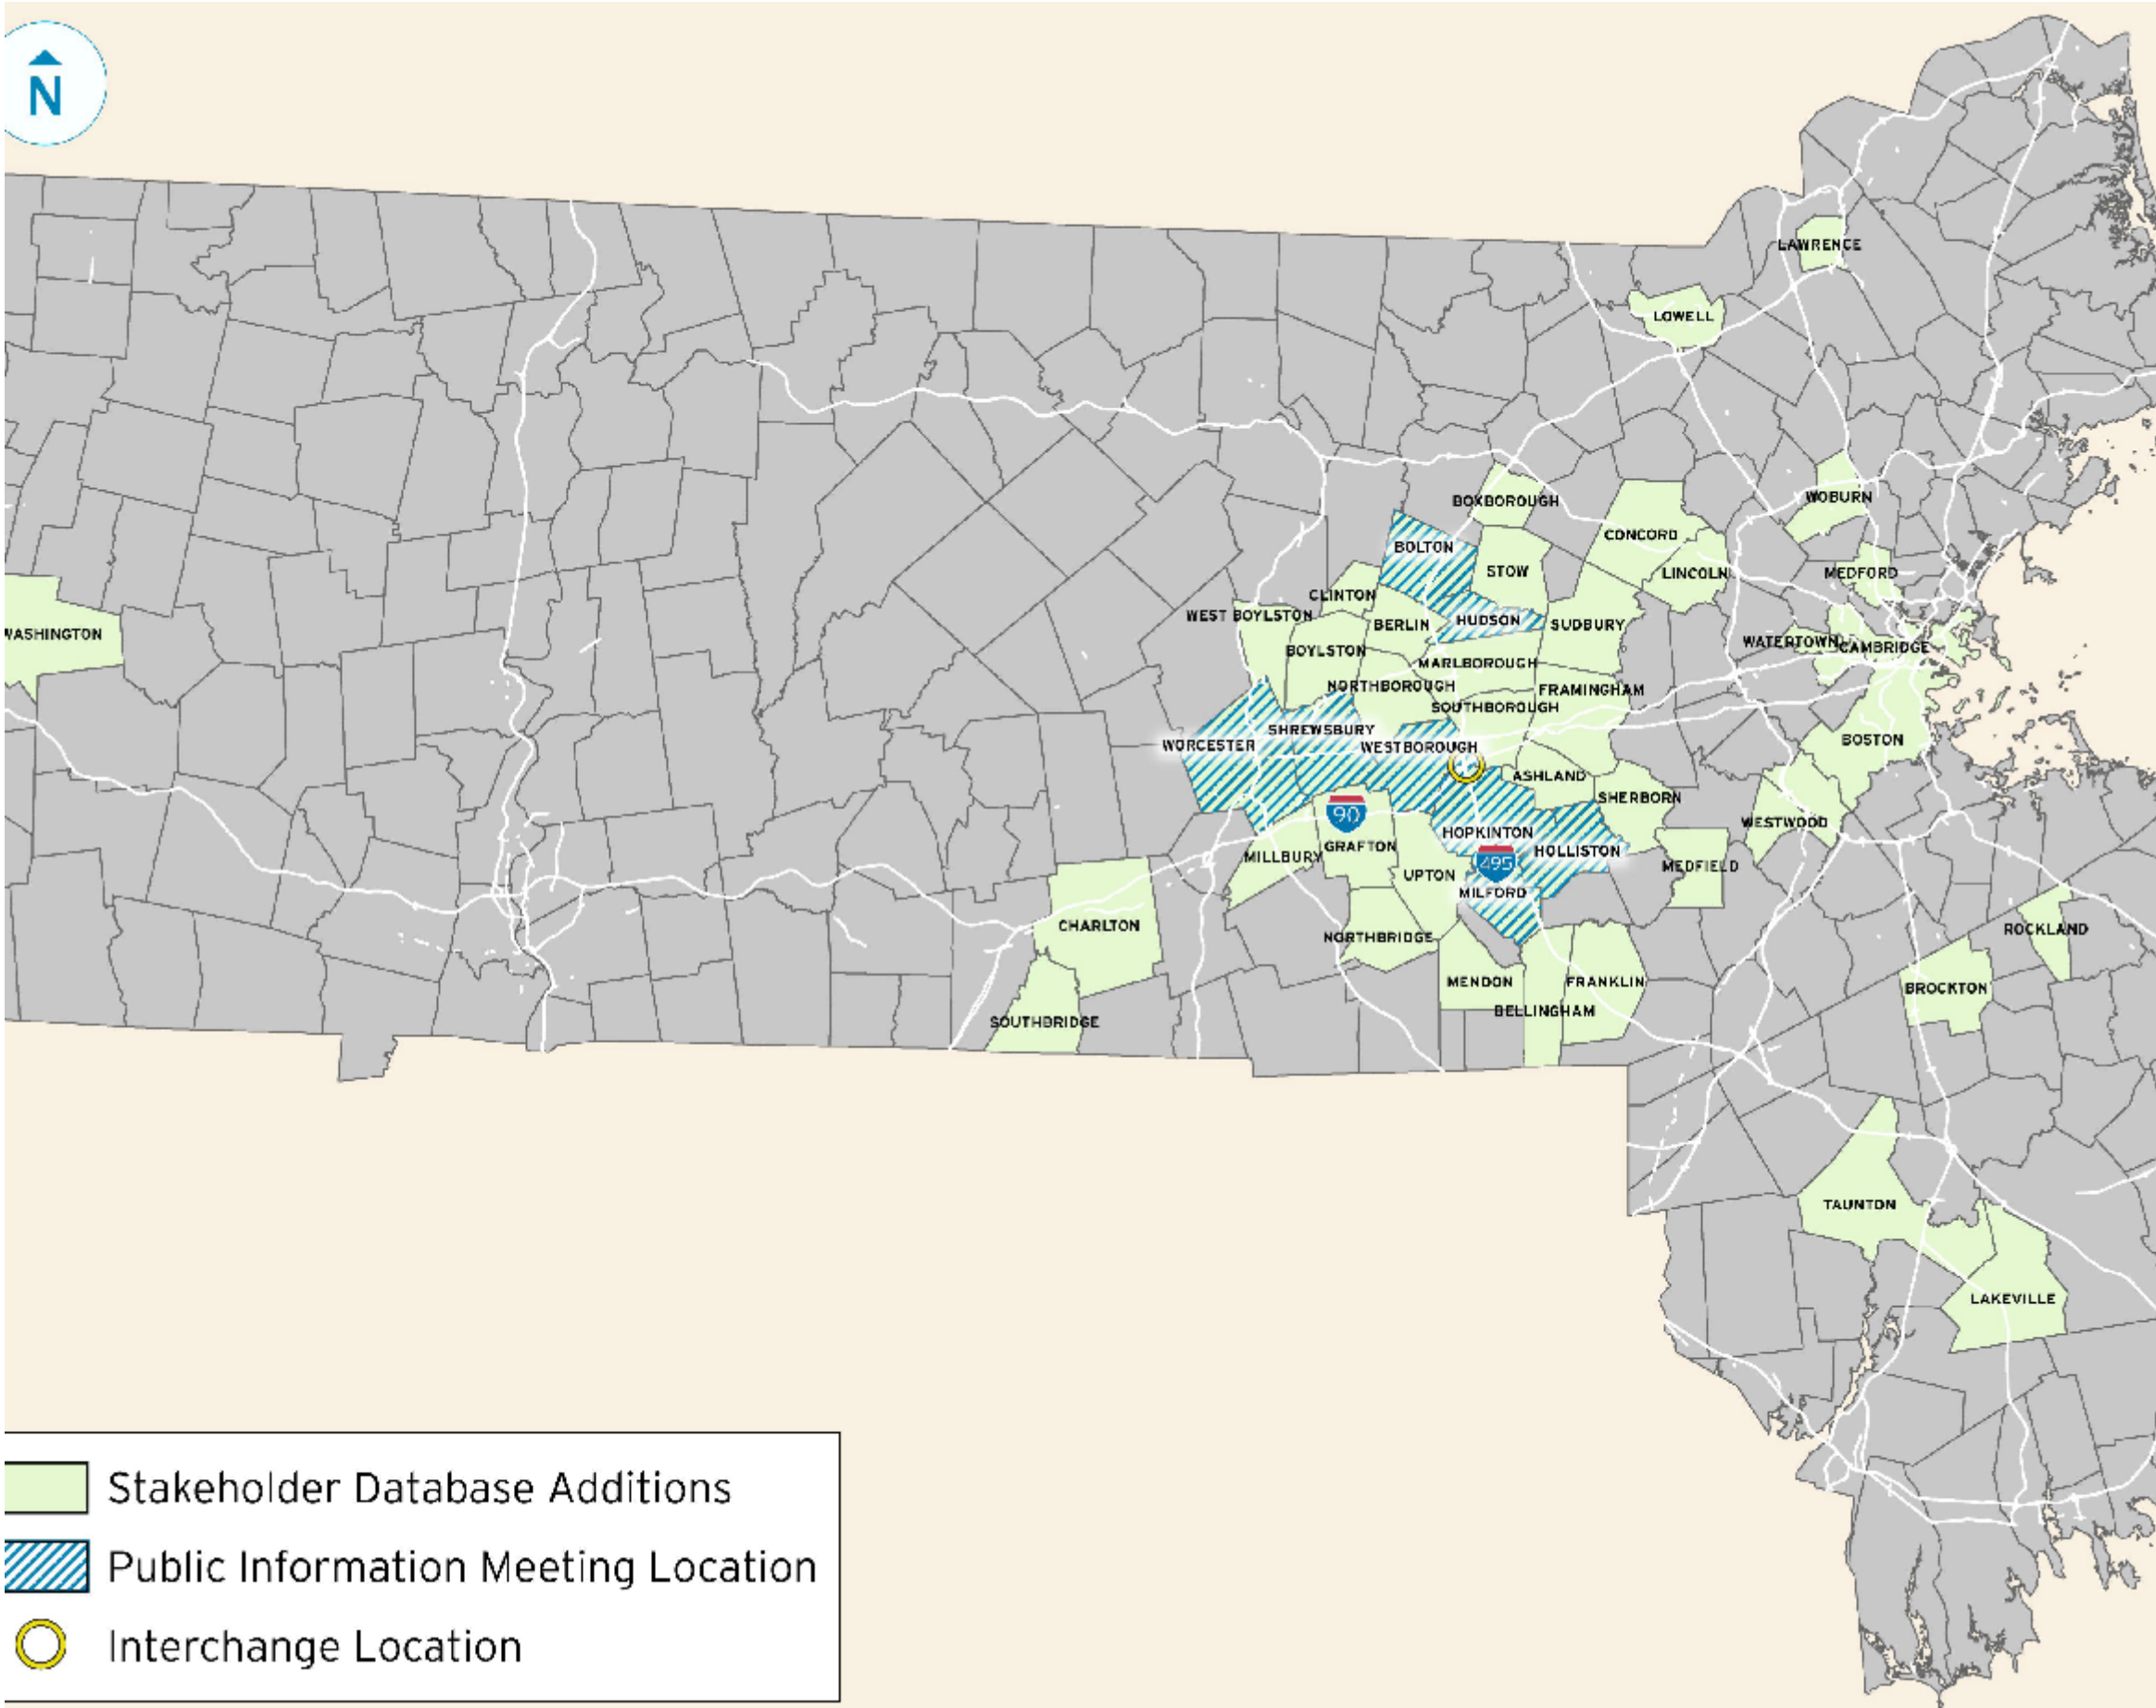 N
LAWRENCE
LOWELL
WOBURN
BOXBOROUGH
CONCORD
BOLTON
STOW
LINCOLN
MEDFORD
CLINTON
WEST BOYLSTON
BERLIN
HUDSON
SUDBURY
WASHINGTON
WATERTOWN
CAMBRIDGE
BOYLSTON
MARLBOROUGH
NORTHBOROUGH
FRAMINGHAM
SOUTHBOROUGH
SHREWSBURY
WORCESTER
WESTBOROUGH
BOSTON
ASHLAND
SHERBORN
90
HOPKINTON
WESTWOOD
GRAFTON
HOLLISTON
MILLBURY
495
MEDFIELD
UPTON
MILFORD
CHARLTON
ROCKLAND
NORTHBRIDGE
MENDON
FRANKLIN
BROCKTON
BELLINGHAM
SOUTHBRIDGE
TAUNTON
LAKEVILLE
Stakeholder Database Additions
Public Information Meeting Location
Interchange Location